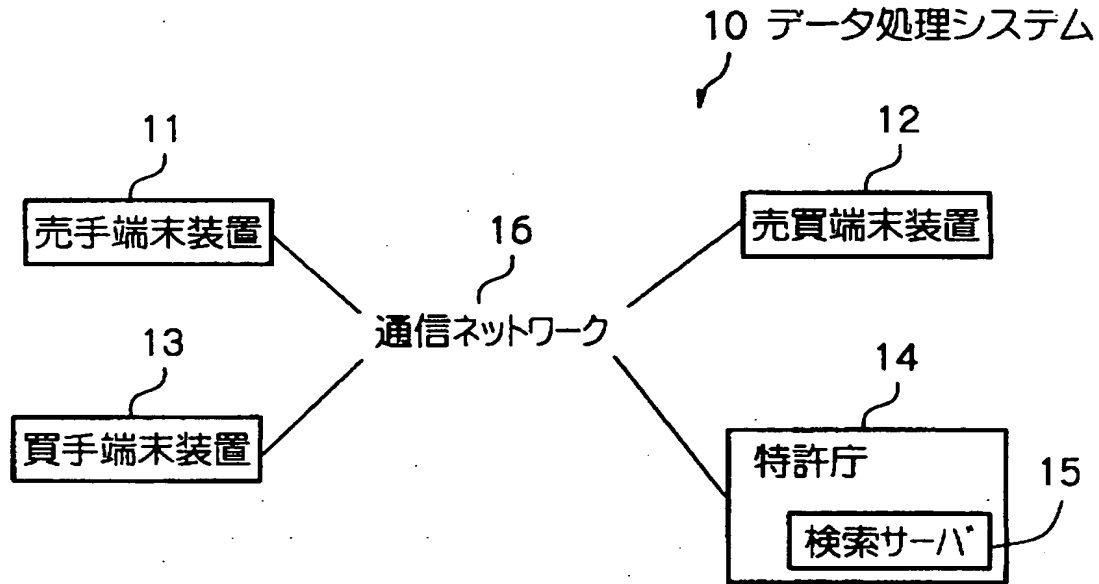 10 データ処理システム
11
売手端末装置
12
売買端末装置
16
通信ネットワーク
13
買手端末装置
14
特許庁
15
検索サーバ